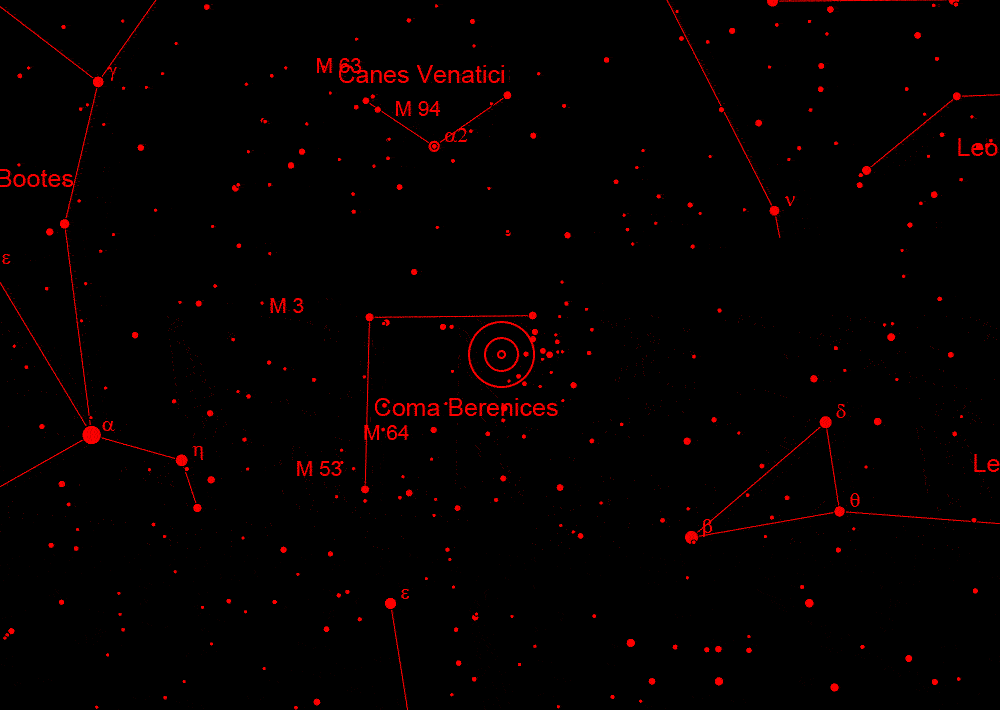 M 63
γ
Canes Venatici
M 94
α2
Leo
Bootes
ν
ε
M 3
Coma Berenices
δ
α
M 64
η
M 53
Le
θ
β
ε